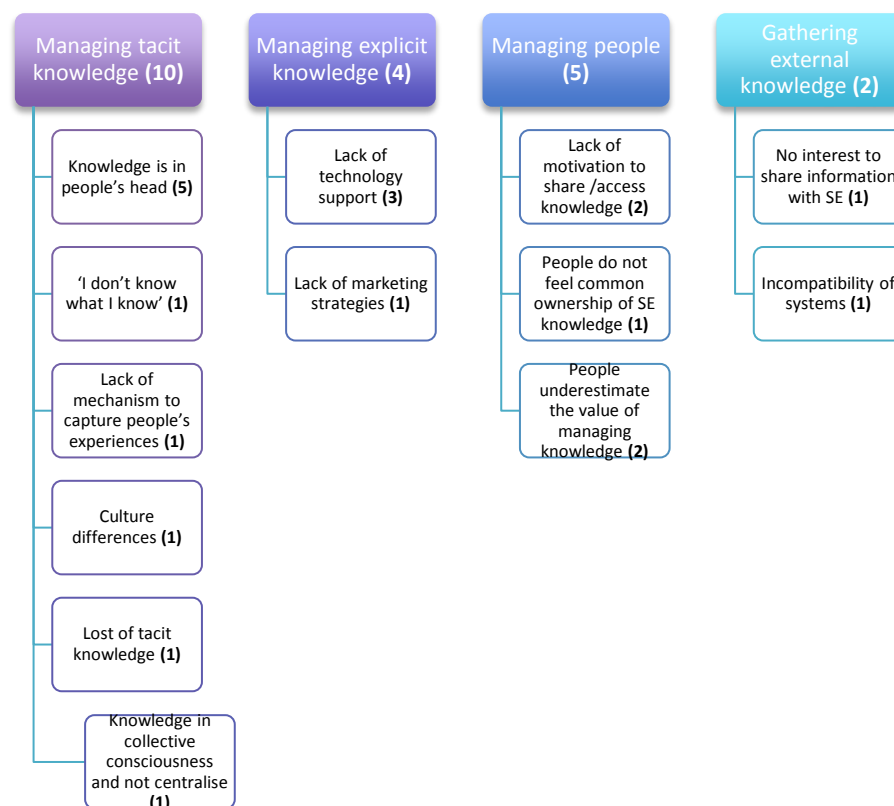 Managing tacit
knowledge (10)
Knowledge is in
people's head (5)
'I don't know
what I know' (1)
Lack of
mechanism to
capture people's
experiences (1)
Culture
differences (1)
Lost of tacit
knowledge (1)
Knowledge in
collective
consciousness
and not centralise
(1)
Managing explicit
knowledge (4)
Lack of
technology
support (3)
Lack of marketing
strategies (1)
Managing people
(5)
Lack of
motivation to
share /access
knowledge (2)
People do not
feel common
ownership of SE
knowledge (1)
People
underestimate
the value of
managing
knowledge (2)
Gathering
external
knowledge (2)
No interest to
share information
with SE (1)
Incompatibility of
systems (1)